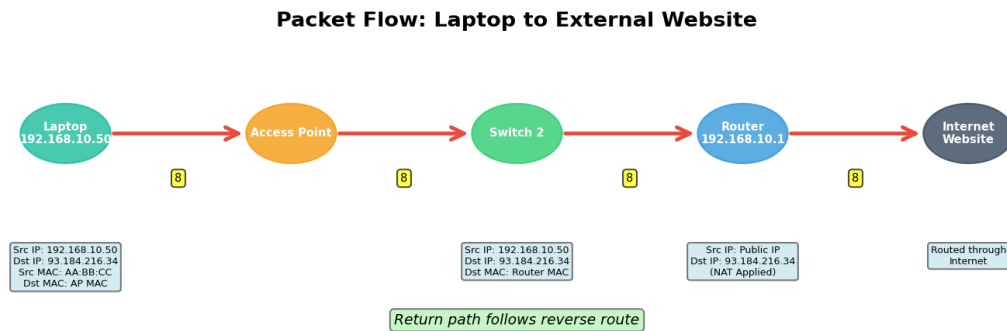 Packet Flow: Laptop to External Website
Laptop
192.168.10.50
Access Point
Switch 2
Router
192.168.10.1
Internet
Website
8
8
8
8
Src IP: 192.168.10.50
Dst IP: 93.184.216.34
Src MAC: AA:BB:CC
Dst MAC: AP MAC
Src IP: 192.168.10.50
Dst IP: 93.184.216.34
Dst MAC: Router MAC
Src IP: Public IP
Dst IP: 93.184.216.34
(NAT Applied)
Routed through
Internet
Return path follows reverse route